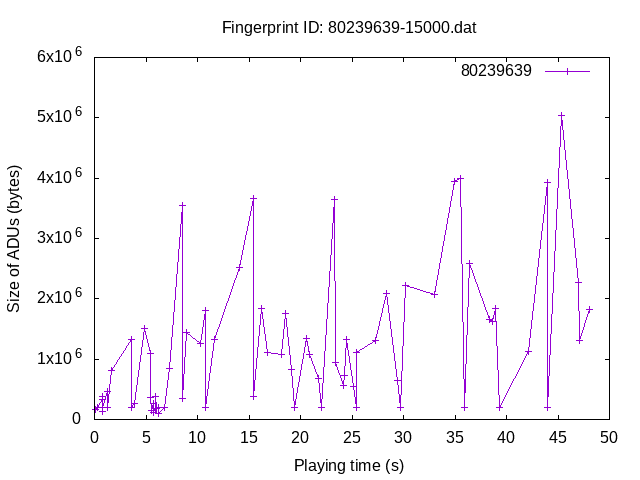 Fingerprint ID: 80239639-15000.dat
80239639
Size of ADUs (bytes)
6x10^6
5x10^6
4x10^6
3x10^6
2x10^6
1x10^6
0
0 5 10 15 20 25 30 35 40 45 50
Playing time (s)